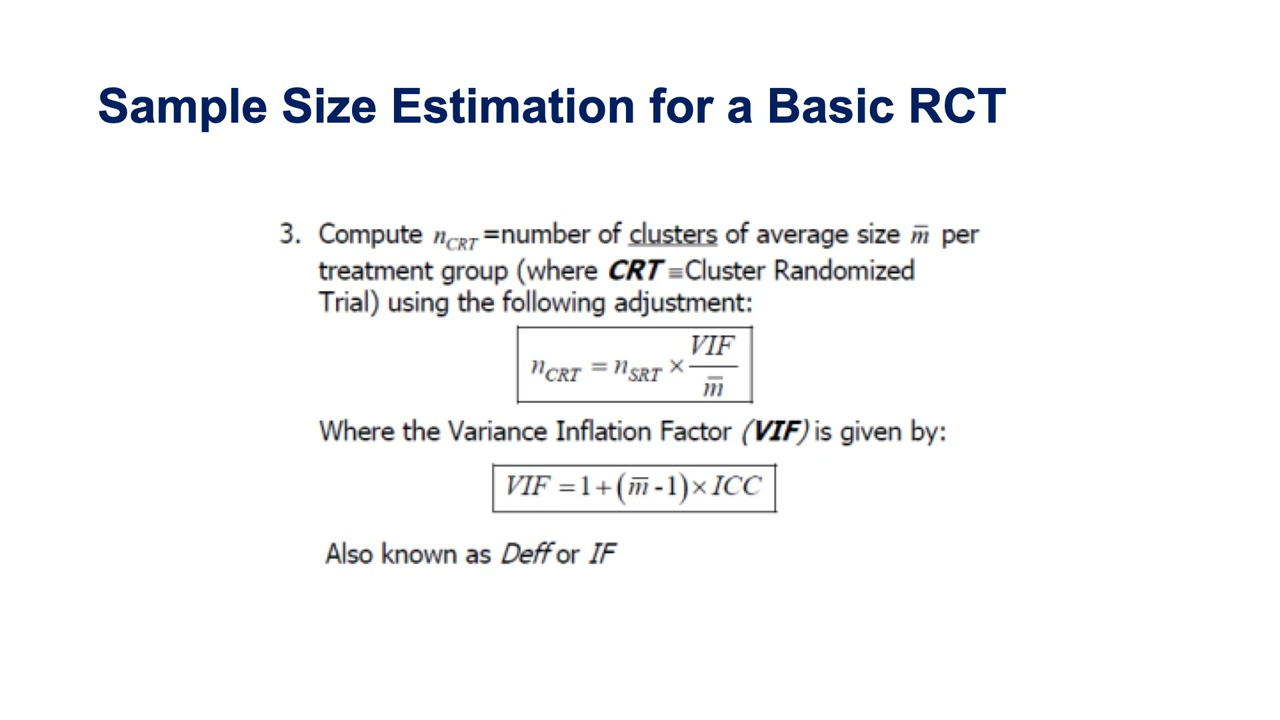 Sample Size Estimation for a Basic RCT
3. Compute n_CRT =number of clusters of average size m̅ per
treatment group (where CRT ≡Cluster Randomized
Trial) using the following adjustment:
n_CRT = n_SRT × VIF / m̅
Where the Variance Inflation Factor (VIF) is given by:
VIF = 1 + (m̅ - 1) × ICC
Also known as Deff or IF